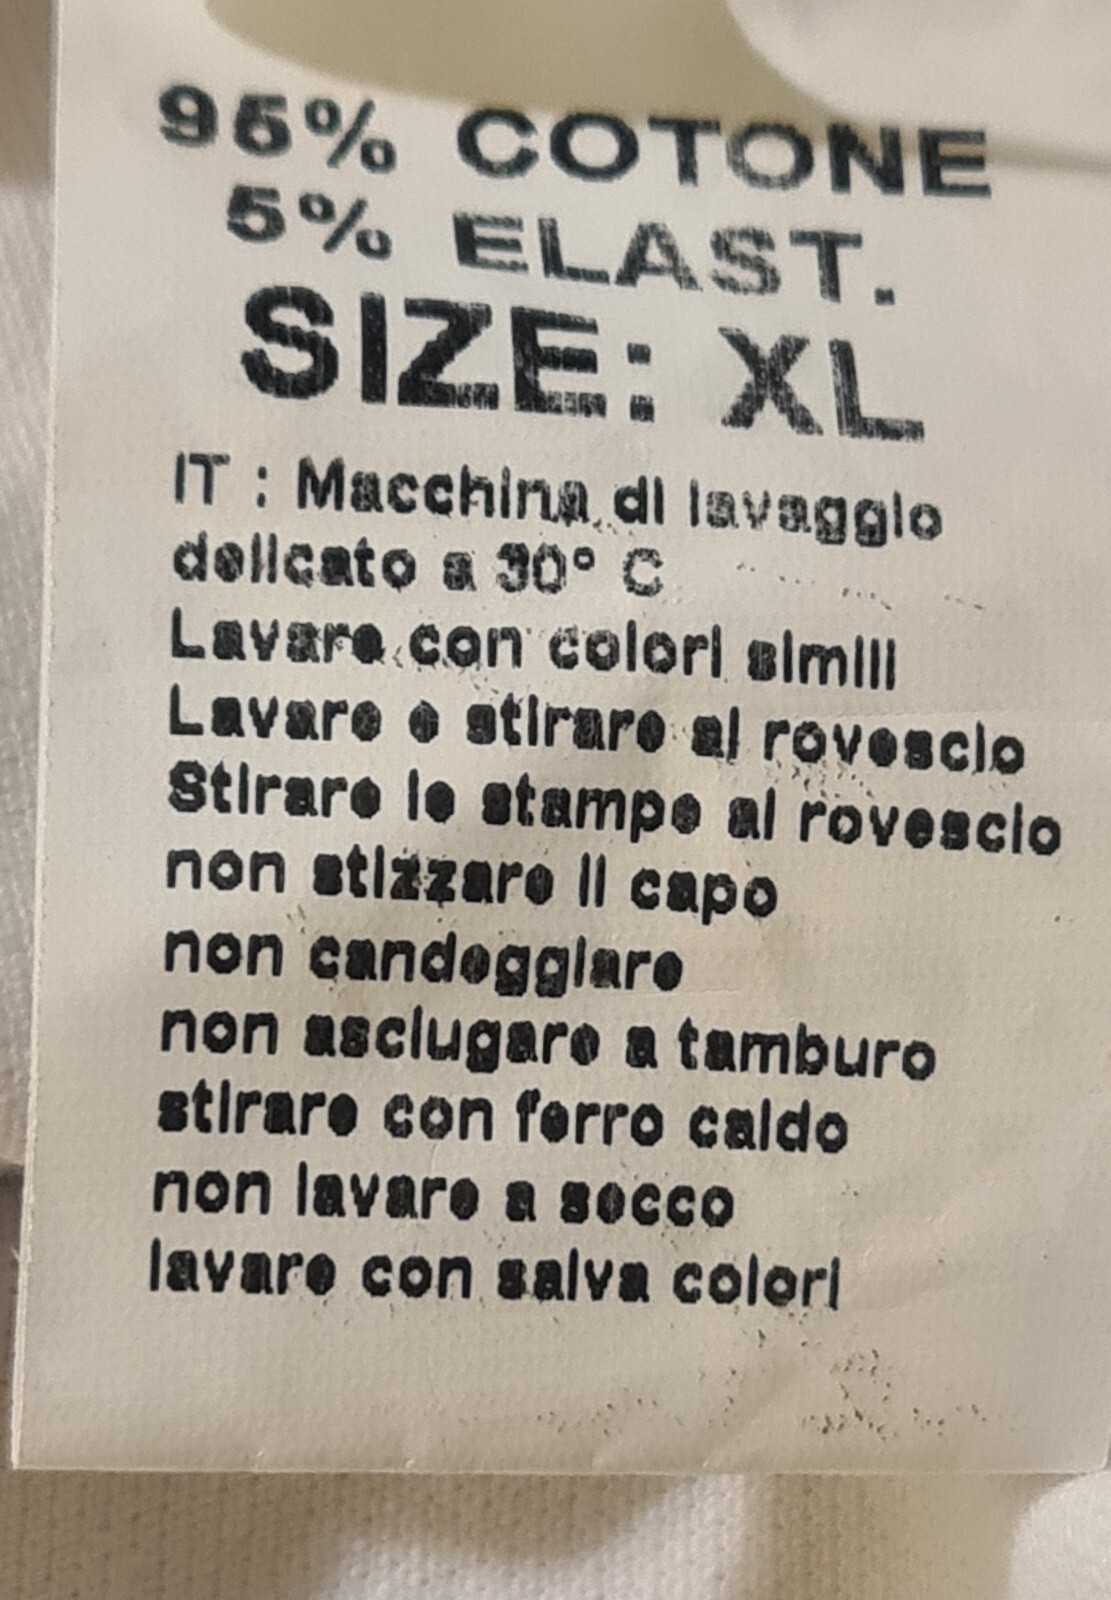 95% COTONE
5% ELAST.
SIZE: XL
IT : Macchina di lavaggio
delicato a 30° C
Lavare con colori simili
Lavare e stirare al rovescio
Stirare le stampe al rovescio
non stizzare il capo
non candeggiare
non asciugare a tamburo
stirare con ferro caldo
non lavare a secco
lavare con salva colori